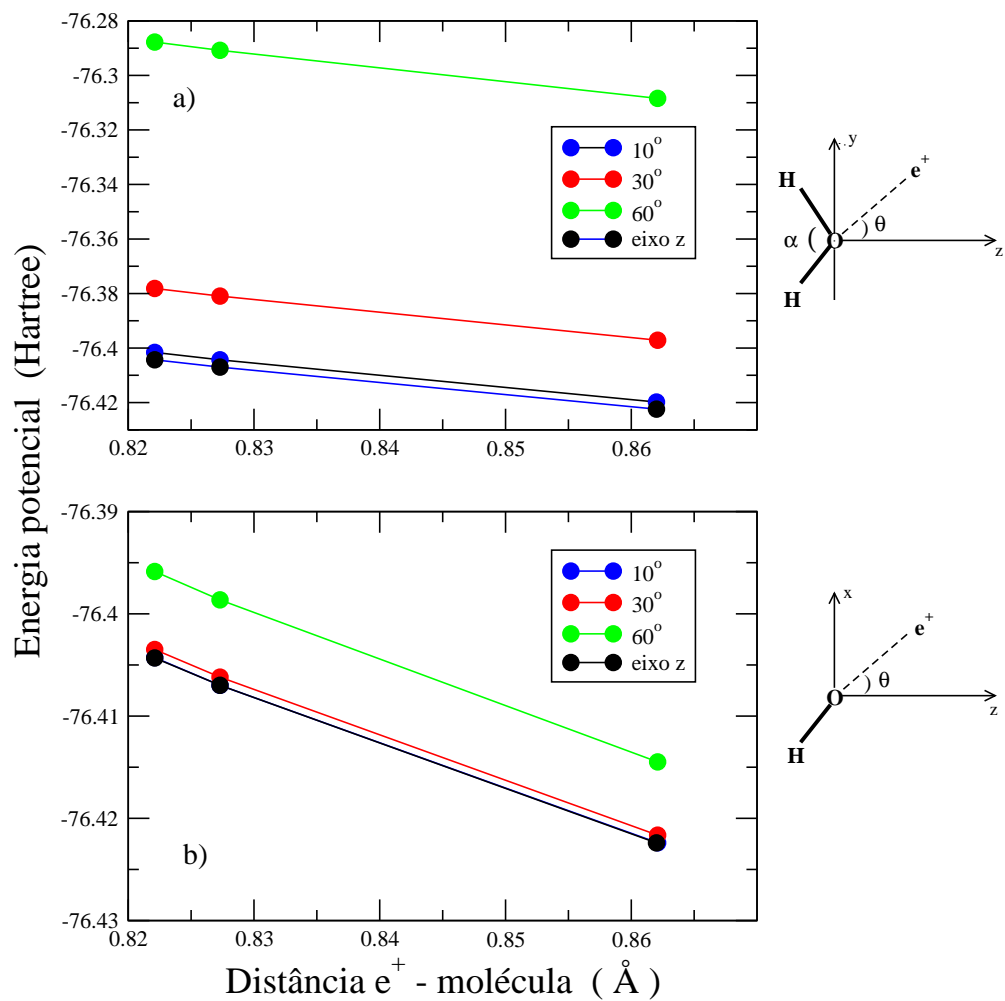 Energia potencial (Hartree)
-76.28
-76.3
-76.32
-76.34
-76.36
-76.38
-76.4
-76.42
a)
10°
30°
60°
eixo z
0.82 0.83 0.84 0.85 0.86
y
H
e+
α ( O ) θ
z
H
-76.39
-76.4
-76.41
-76.42
-76.43
b)
10°
30°
60°
eixo z
0.82 0.83 0.84 0.85 0.86
x
e+
θ
O
z
H
Distância e+ - molécula ( Å )